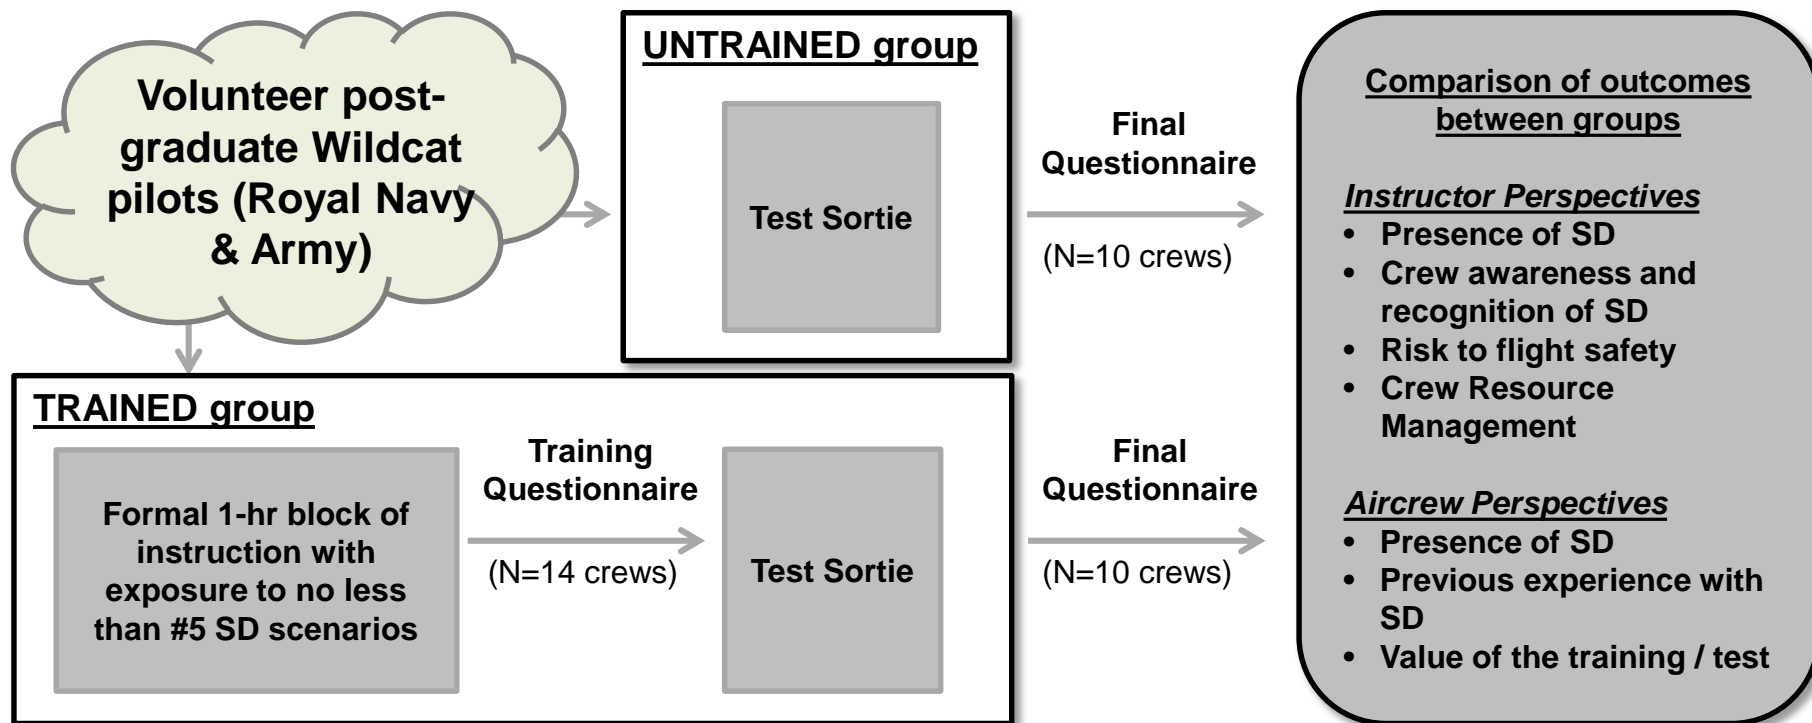 Volunteer post-
graduate Wildcat
pilots (Royal Navy
& Army)
UNTRAINED group
Test Sortie
Final
Questionnaire
(N=10 crews)
TRAINED group
Formal 1-hr block of
instruction with
exposure to no less
than #5 SD scenarios
Training
Questionnaire
(N=14 crews)
Test Sortie
Final
Questionnaire
(N=10 crews)
Comparison of outcomes
between groups
Instructor Perspectives
• Presence of SD
• Crew awareness and
recognition of SD
• Risk to flight safety
• Crew Resource
Management
Aircrew Perspectives
• Presence of SD
• Previous experience with
SD
• Value of the training / test